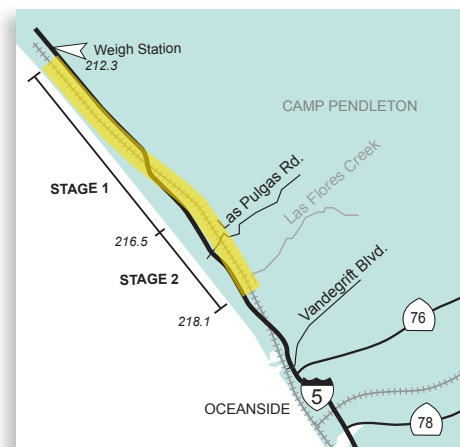 Weigh Station
212.3
CAMP PENDLETON
Las Pulgas Rd.
Las Flores Creek
STAGE 1
216.5
STAGE 2
218.1
Vandegrift Blvd.
76
5
OCEANSIDE
78